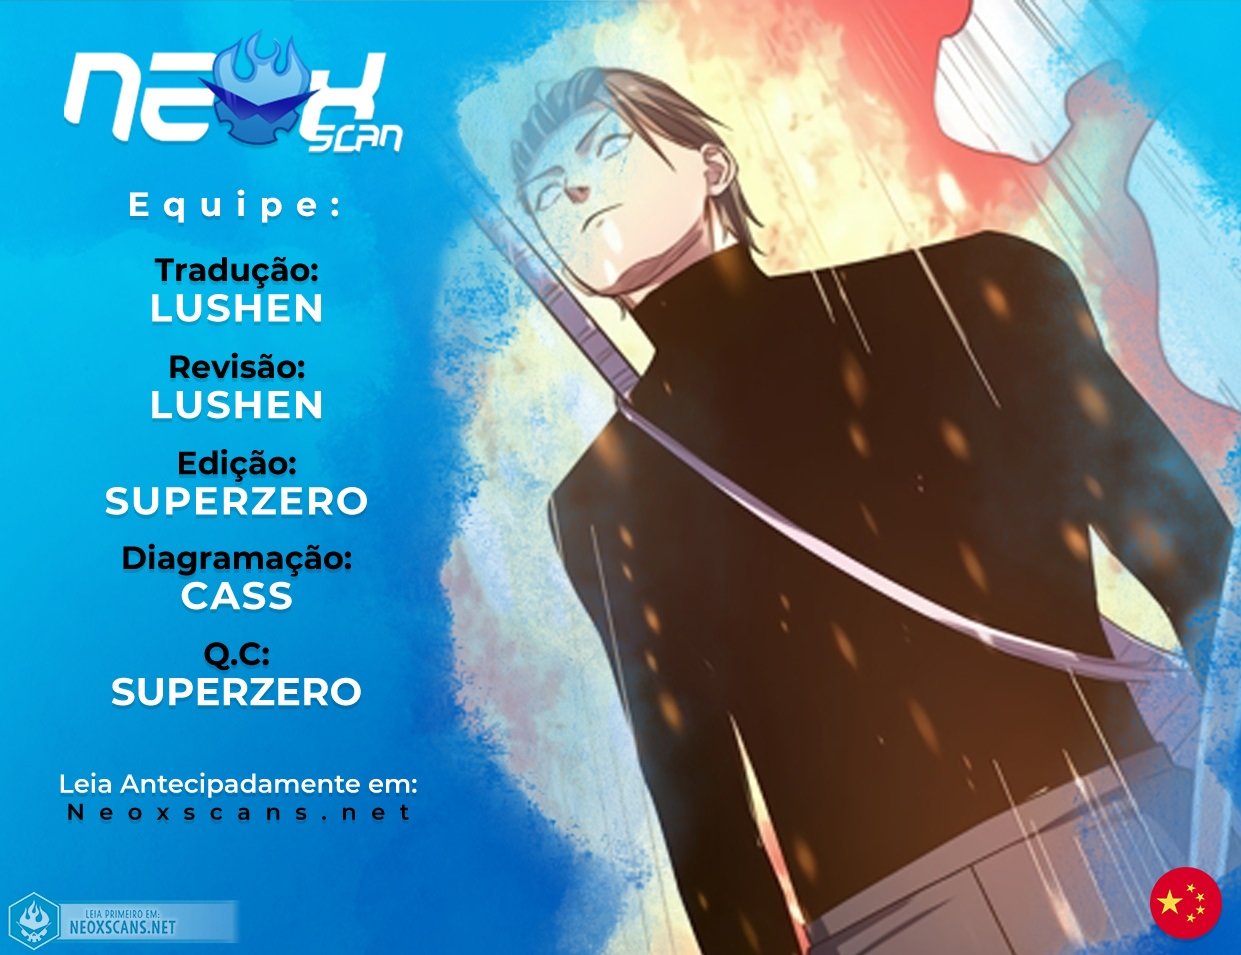 NEOX
SCAN
Equipe:
Tradução:
LUSHEN
Revisão:
LUSHEN
Edição:
SUPERZERO
Diagramação:
CASS
Q.C:
SUPERZERO
Leia Antecipadamente em:
Neoxscans.net
LEIA PRIMEIRO EM:
NEOXSCANS.NET